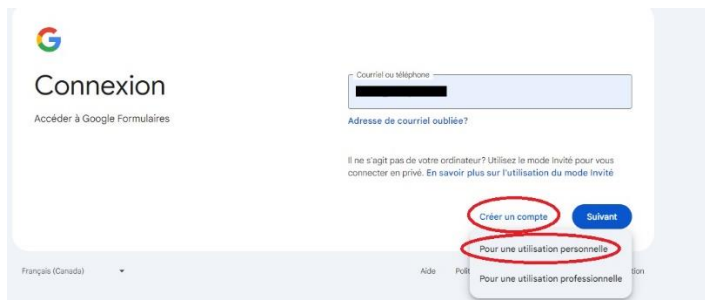 Connexion
Accéder à Google Formulaires
Courriel ou téléphone
Adresse de courriel oubliée?
Il ne s'agit pas de votre ordinateur? Utilisez le mode Invité pour vous
connecter en privé. En savoir plus sur l'utilisation du mode Invité
Créer un compte
Suivant
Pour une utilisation personnelle
Pour une utilisation professionnelle
Français (Canada)
Aide